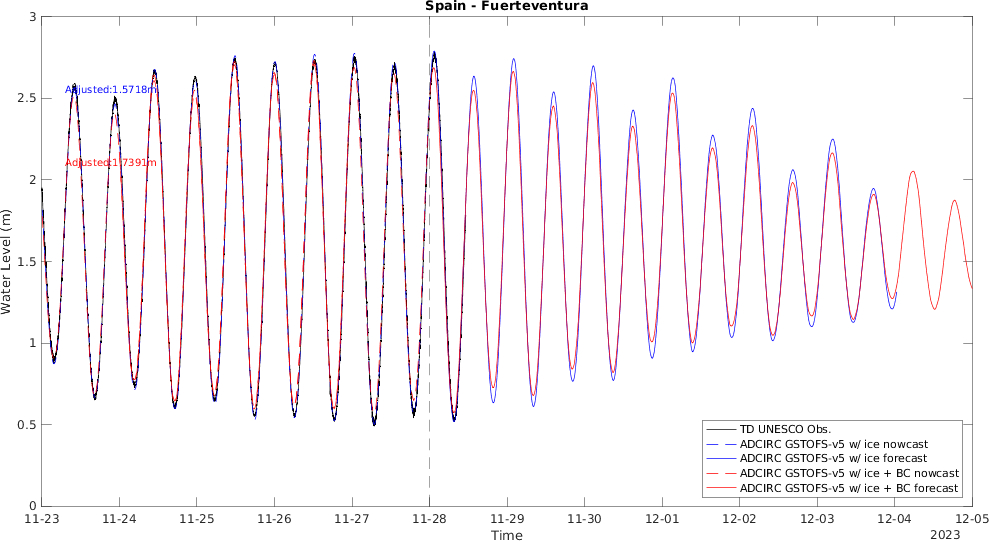 Spain - Fuerteventura
Water Level (m)
3
2.5
2
1.5
1
0.5
0
Adjusted:1.5718m
Adjusted:1.7391m
TD UNESCO Obs.
ADCIRC GSTOFS-v5 w/ ice nowcast
ADCIRC GSTOFS-v5 w/ ice forecast
ADCIRC GSTOFS-v5 w/ ice + BC nowcast
ADCIRC GSTOFS-v5 w/ ice + BC forecast
11-23 11-24 11-25 11-26 11-27 11-28 11-29 11-30 12-01 12-02 12-03 12-04 12-05
Time
2023